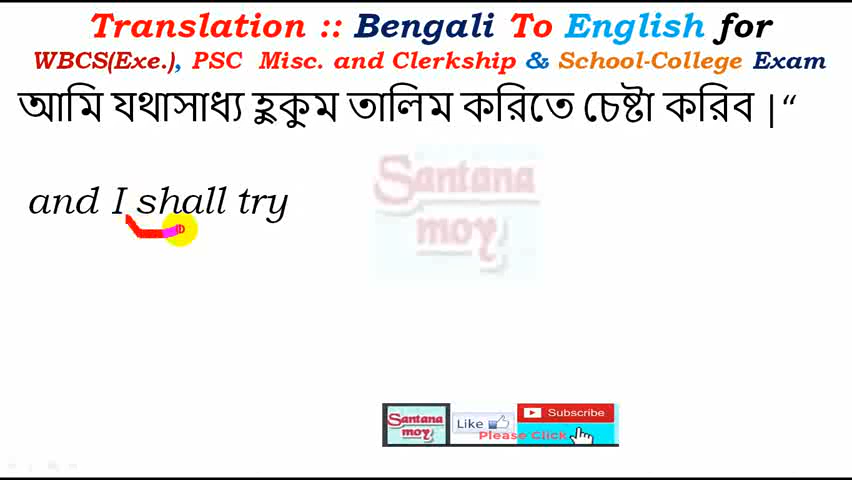 Translation :: Bengali To English for
WBCS(Exe.), PSC Misc. and Clerkship & School-College Exam
আমি যথাসাধ্য হুকুম তালিম করিতে চেষ্টা করিব |“
and I shall try
Santana
moy
Santana
moy
Like
Subscribe
Please Click